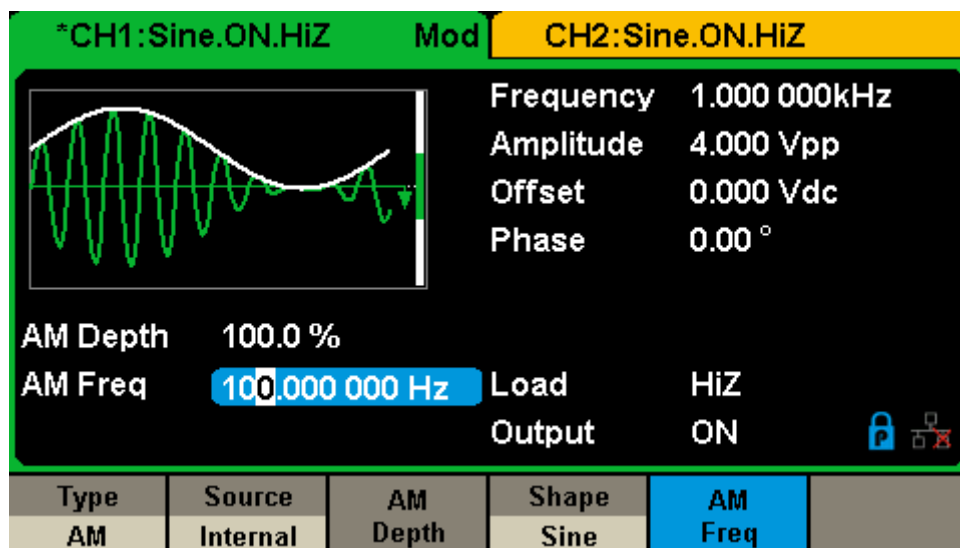 *CH1:Sine.ON.HiZ Mod CH2:Sine.ON.HiZ
Frequency 1.000 000kHz
Amplitude 4.000 Vpp
Offset 0.000 Vdc
Phase 0.00 °
AM Depth 100.0 %
AM Freq 100.000 000 Hz Load HiZ
Output ON
P
Type Source AM Shape AM
AM Internal Depth Sine Freq